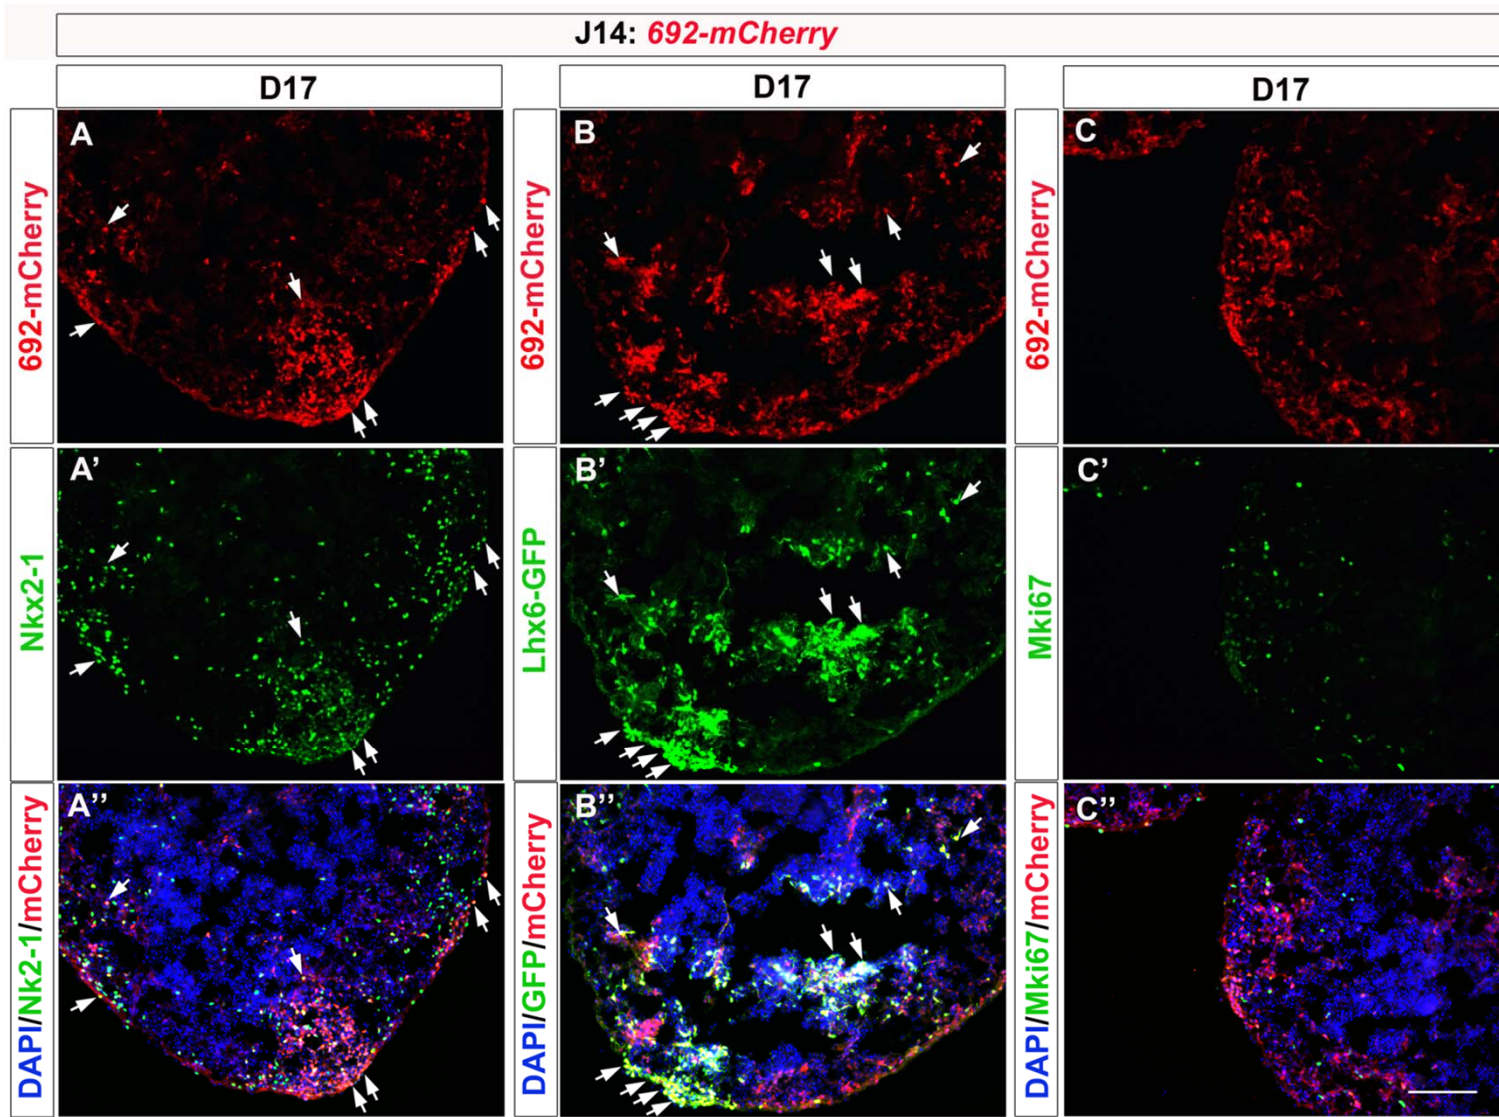 J14: 692-mCherry
D17
D17
D17
692-mCherry
A
692-mCherry
B
692-mCherry
C
Nkx2-1
A’
Lhx6-GFP
B’
Mki67
C’
DAPI/Nk2-1/mCherry
A’’
DAPI/GFP/mCherry
B’’
DAPI/Mki67/mCherry
C’’